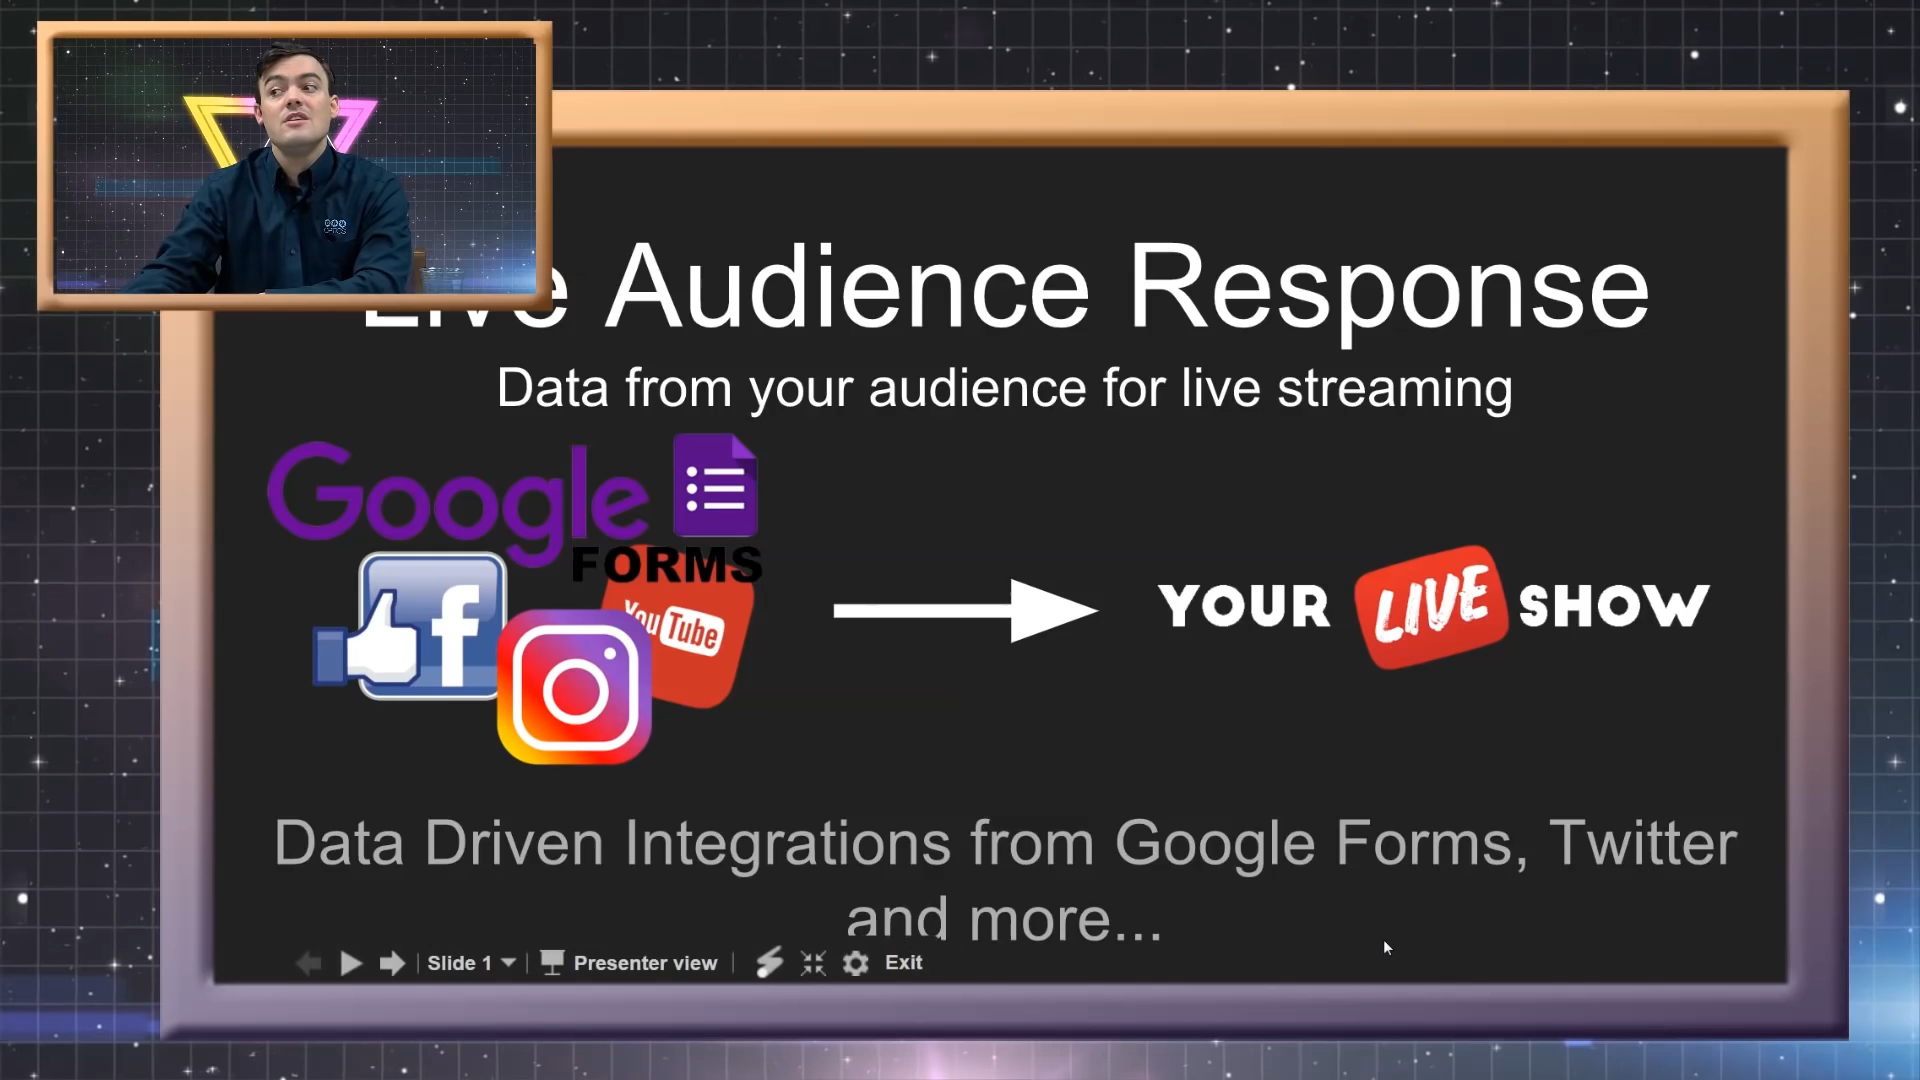 Live Audience Response
Data from your audience for live streaming
Google
FORMS
YouTube
f
YOUR LIVE SHOW
Data Driven Integrations from Google Forms, Twitter
and more...
Slide 1
Presenter view
Exit